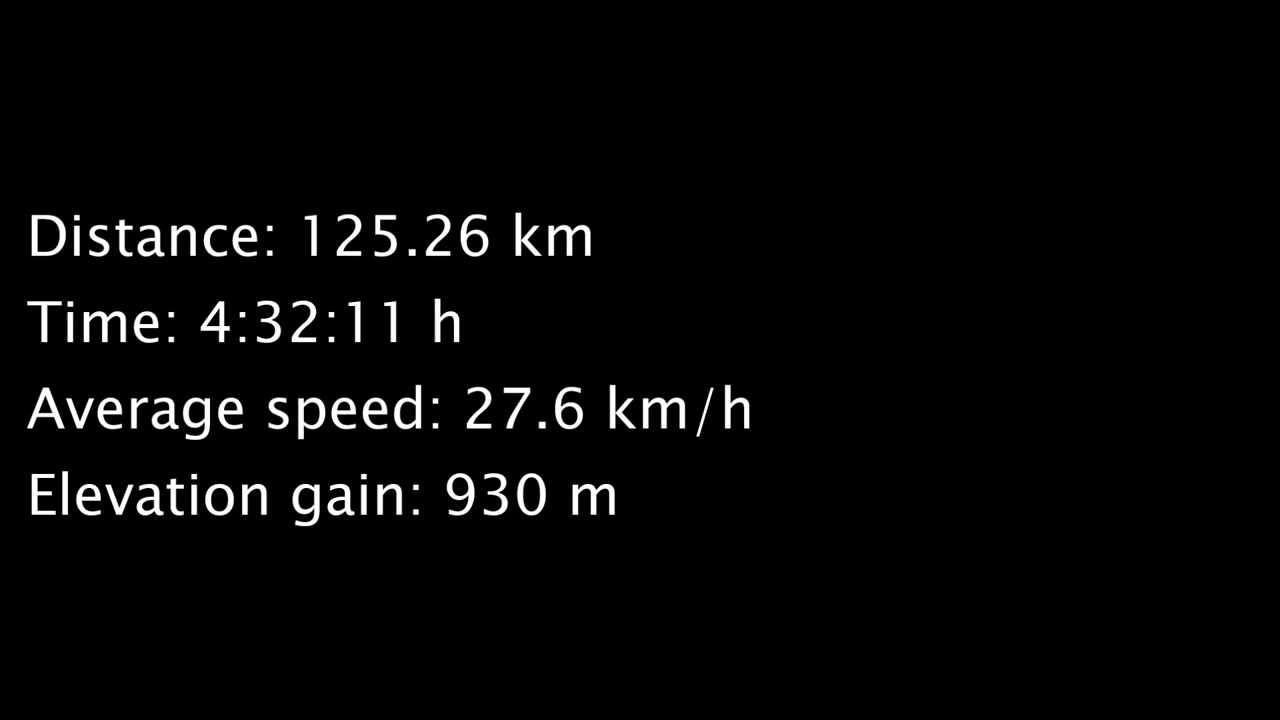 Distance: 125.26 km
Time: 4:32:11 h
Average speed: 27.6 km/h
Elevation gain: 930 m